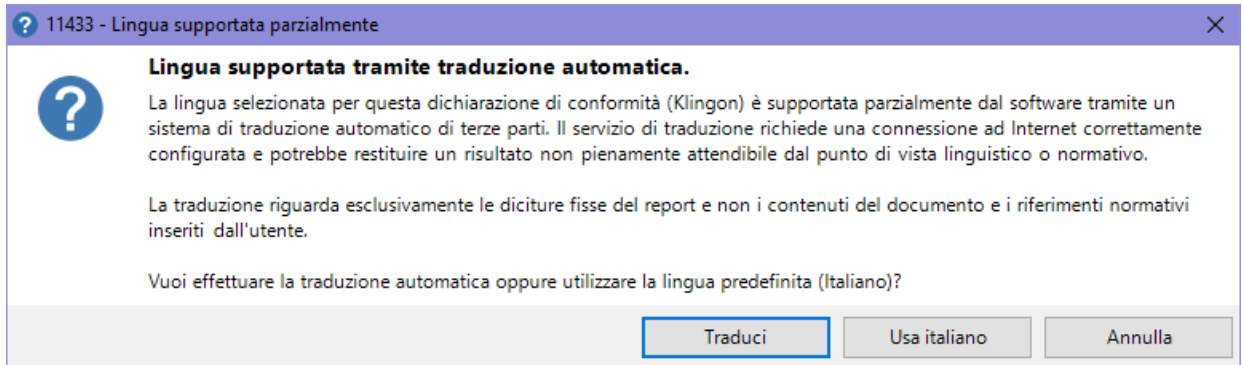 11433 - Lingua supportata parzialmente
Lingua supportata tramite traduzione automatica.
La lingua selezionata per questa dichiarazione di conformità (Klingon) è supportata parzialmente dal software tramite un
sistema di traduzione automatico di terze parti. Il servizio di traduzione richiede una connessione ad Internet correttamente
configurata e potrebbe restituire un risultato non pienamente attendibile dal punto di vista linguistico o normativo.
La traduzione riguarda esclusivamente le diciture fisse del report e non i contenuti del documento e i riferimenti normativi
inseriti dall'utente.
Vuoi effettuare la traduzione automatica oppure utilizzare la lingua predefinita (Italiano)?
Traduci Usa italiano Annulla